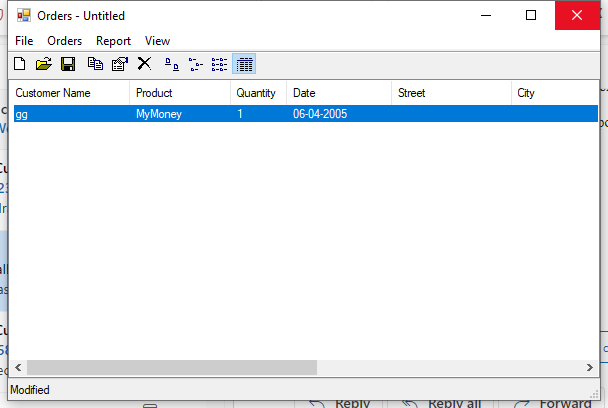 Orders - Untitled
File Orders Report View
Customer Name Product Quantity Date Street City
gg MyMoney 1 06-04-2005
Modified
Reply Reply all Forward